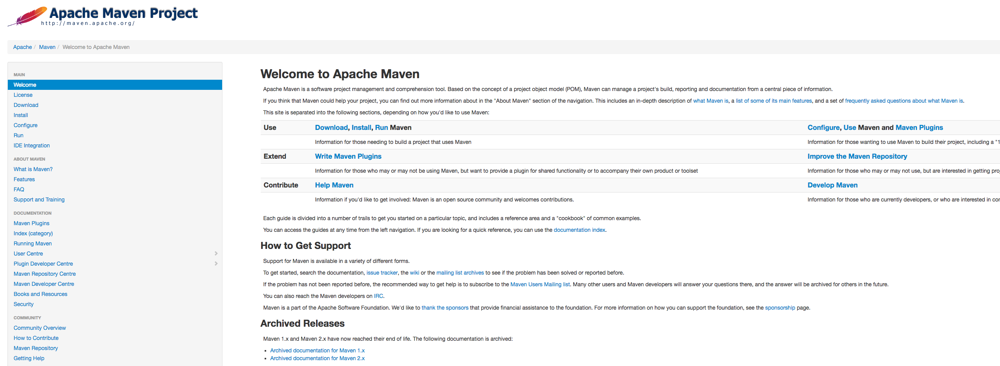 Apache Maven Project
http://maven.apache.org/
Apache / Maven / Welcome to Apache Maven
MAIN
Welcome
License
Download
Install
Configure
Run
IDE Integration
ABOUT MAVEN
What is Maven?
Features
FAQ
Support and Training
DOCUMENTATION
Maven Plugins
Index (category)
Running Maven
User Centre
Plugin Developer Centre
Maven Repository Centre
Maven Developer Centre
Books and Resources
Security
COMMUNITY
Community Overview
How to Contribute
Maven Repository
Getting Help
Welcome to Apache Maven
Apache Maven is a software project management and comprehension tool. Based on the concept of a project object model (POM), Maven can manage a project's build, reporting and documentation from a central piece of information.
If you think that Maven could help your project, you can find out more information about in the "About Maven" section of the navigation. This includes an in-depth description of what Maven is, a list of some of its main features, and a set of frequently asked questions about what Maven is.
This site is separated into the following sections, depending on how you'd like to use Maven:
Use Download, Install, Run Maven Configure, Use Maven and Maven Plugins
Information for those needing to build a project that uses Maven Information for those wanting to use Maven to build their project, including a "1
Extend Write Maven Plugins Improve the Maven Repository
Information for those who may or may not be using Maven, but want to provide a plugin for shared functionality or to accompany their own product or toolset Information for those who may or may not use, but are interested in getting
Contribute Help Maven Develop Maven
Information if you'd like to get involved: Maven is an open source community and welcomes contributions. Information for those who are currently developers, or who are interested in
Each guide is divided into a number of trails to get you started on a particular topic, and includes a reference area and a "cookbook" of common examples.
You can access the guides at any time from the left navigation. If you are looking for a quick reference, you can use the documentation index.
How to Get Support
Support for Maven is available in a variety of different forms.
To get started, search the documentation, issue tracker, the wiki or the mailing list archives to see if the problem has been solved or reported before.
If the problem has not been reported before, the recommended way to get help is to subscribe to the Maven Users Mailing list. Many other users and Maven developers will answer your questions there, and the answer will be archived for others in the future.
You can also reach the Maven developers on IRC.
Maven is a part of the Apache Software Foundation. We'd like to thank the sponsors that provide financial assistance to the foundation. For more information on how you can support the foundation, see the sponsorship page.
Archived Releases
Maven 1.x and Maven 2.x have now reached their end of life. The following documentation is archived:
Archived documentation for Maven 1.x
Archived documentation for Maven 2.x